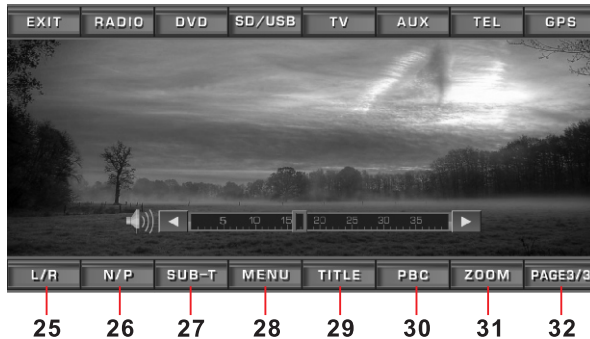 EXIT RADIO DVD SD/USB TV AUX TEL GPS
5 10 15 20 25 30 35
L/R N/P SUB-T MENU TITLE PBC ZOOM PAGE3/3
25 26 27 28 29 30 31 32